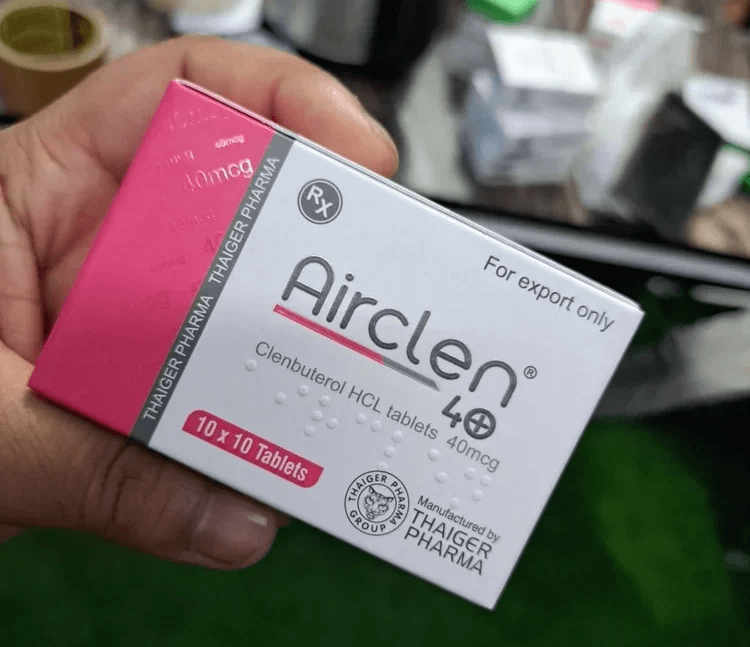 40mcg
40mcg
THAIGER PHARMA THAIGER PHARMA
RX
For export only
Airclen®
40
Clenbuterol HCL tablets 40mcg
10 x 10 Tablets
THAIGER PHARMA
GROUP
Manufactured by
THAIGER
PHARMA